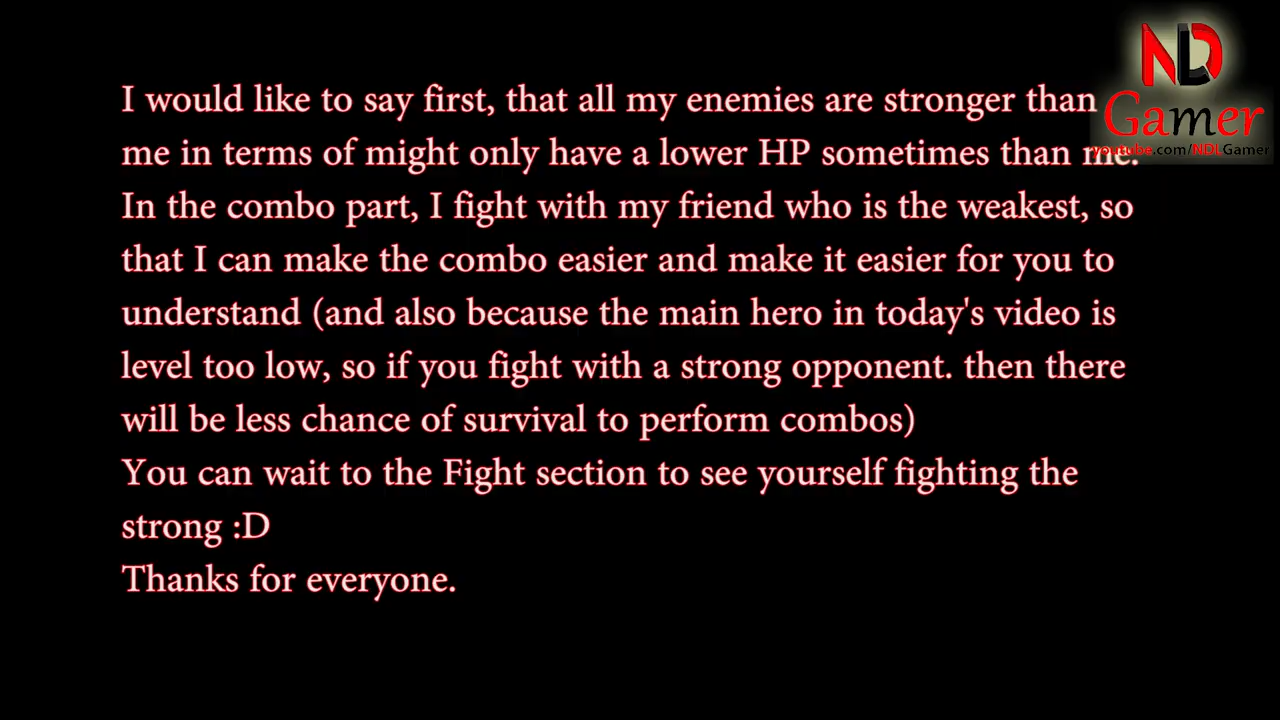 I would like to say first, that all my enemies are stronger than
me in terms of might only have a lower HP sometimes than me.
In the combo part, I fight with my friend who is the weakest, so
that I can make the combo easier and make it easier for you to
understand (and also because the main hero in today's video is
level too low, so if you fight with a strong opponent. then there
will be less chance of survival to perform combos)
You can wait to the Fight section to see yourself fighting the
strong :D
Thanks for everyone.
NDL
Gamer
youtube.com/NDLGamer